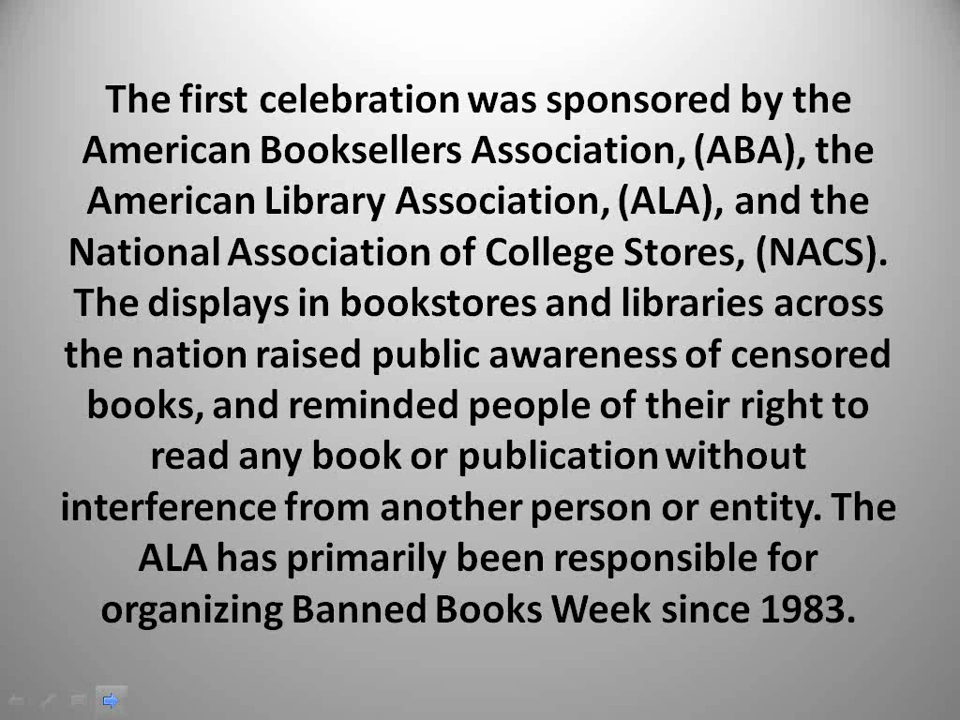 The first celebration was sponsored by the
American Booksellers Association, (ABA), the
American Library Association, (ALA), and the
National Association of College Stores, (NACS).
The displays in bookstores and libraries across
the nation raised public awareness of censored
books, and reminded people of their right to
read any book or publication without
interference from another person or entity. The
ALA has primarily been responsible for
organizing Banned Books Week since 1983.